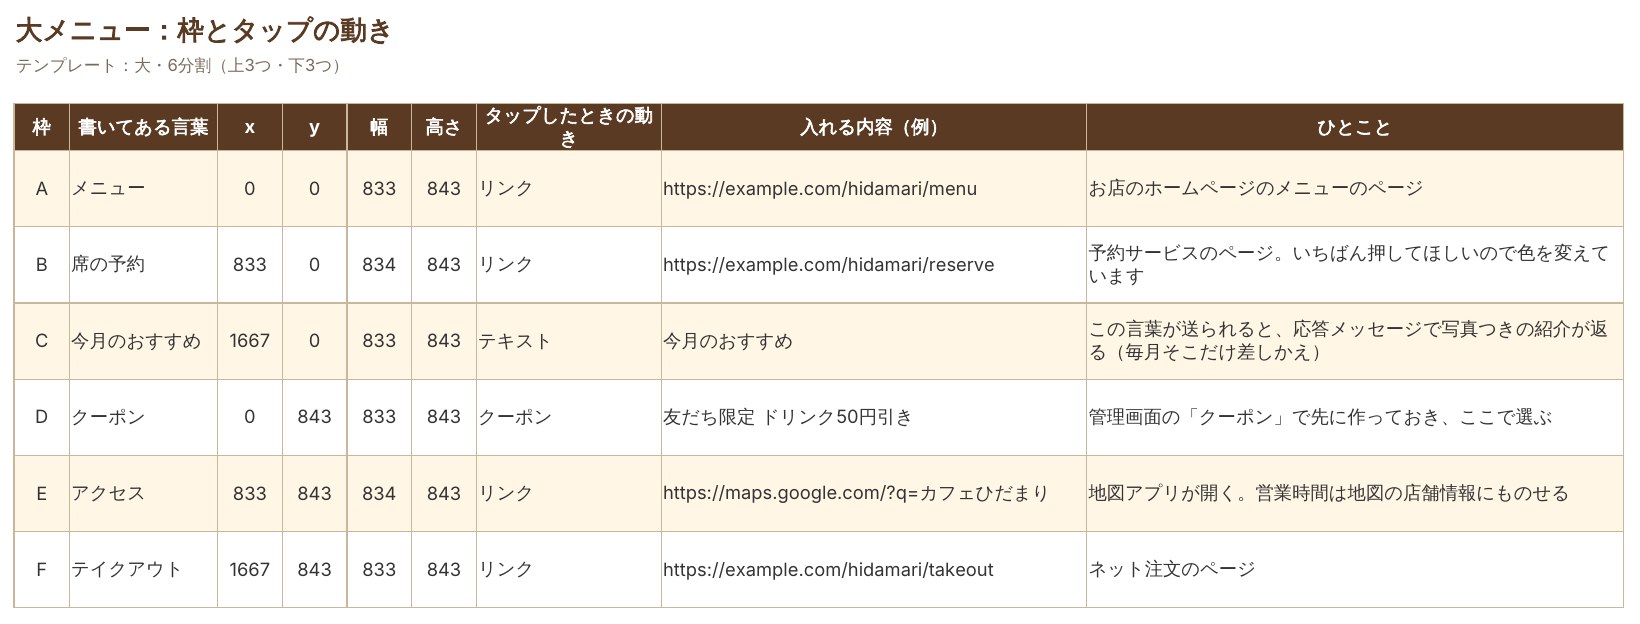 大メニュー：枠とタップの動き
テンプレート：大・6分割（上3つ・下3つ）
枠 書いてある言葉 x y 幅 高さ タップしたときの動き 入れる内容（例） ひとこと
A メニュー 0 0 833 843 リンク https://example.com/hidamari/menu お店のホームページのメニューのページ
B 席の予約 833 0 834 843 リンク https://example.com/hidamari/reserve 予約サービスのページ。いちばん押してほしいので色を変えています
C 今月のおすすめ 1667 0 833 843 テキスト 今月のおすすめ この言葉が送られると、応答メッセージで写真つきの紹介が返る（毎月そこだけ差しかえ）
D クーポン 0 843 833 843 クーポン 友だち限定 ドリンク50円引き 管理画面の「クーポン」で先に作っておき、ここで選ぶ
E アクセス 833 843 834 843 リンク https://maps.google.com/?q=カフェひだまり 地図アプリが開く。営業時間は地図の店舗情報にものせる
F テイクアウト 1667 843 833 843 リンク https://example.com/hidamari/takeout ネット注文のページ